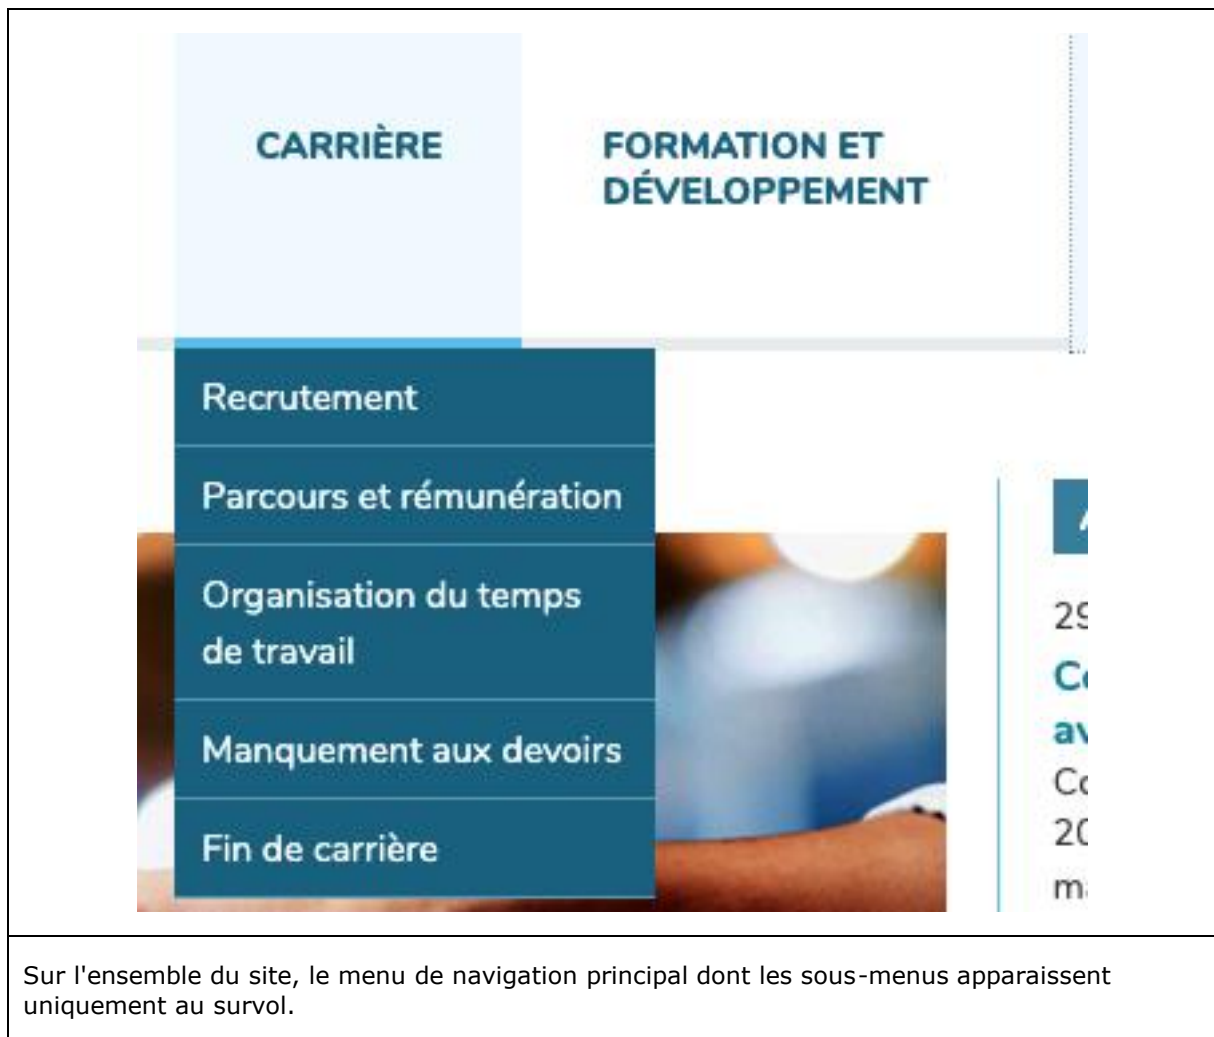 CARRIÈRE
FORMATION ET
DÉVELOPPEMENT
Recrutement
Parcours et rémunération
Organisation du temps
de travail
Manquement aux devoirs
Fin de carrière
Sur l'ensemble du site, le menu de navigation principal dont les sous-menus apparaissent
uniquement au survol.